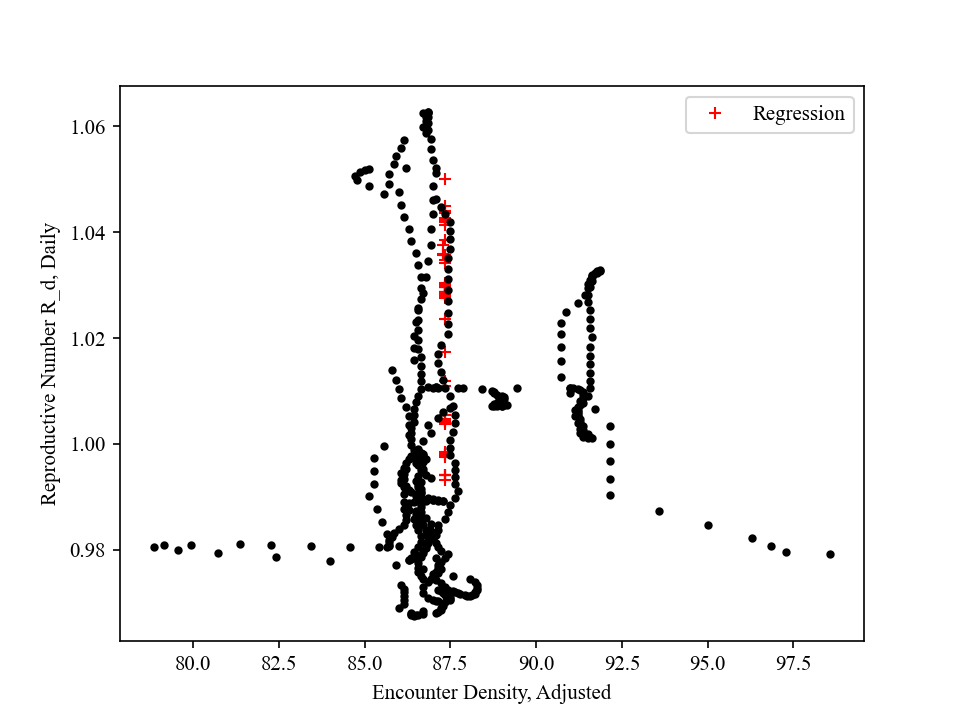 Regression
1.06
1.04
1.02
1.00
0.98
Reproductive Number R_d, Daily
80.0 82.5 85.0 87.5 90.0 92.5 95.0 97.5
Encounter Density, Adjusted